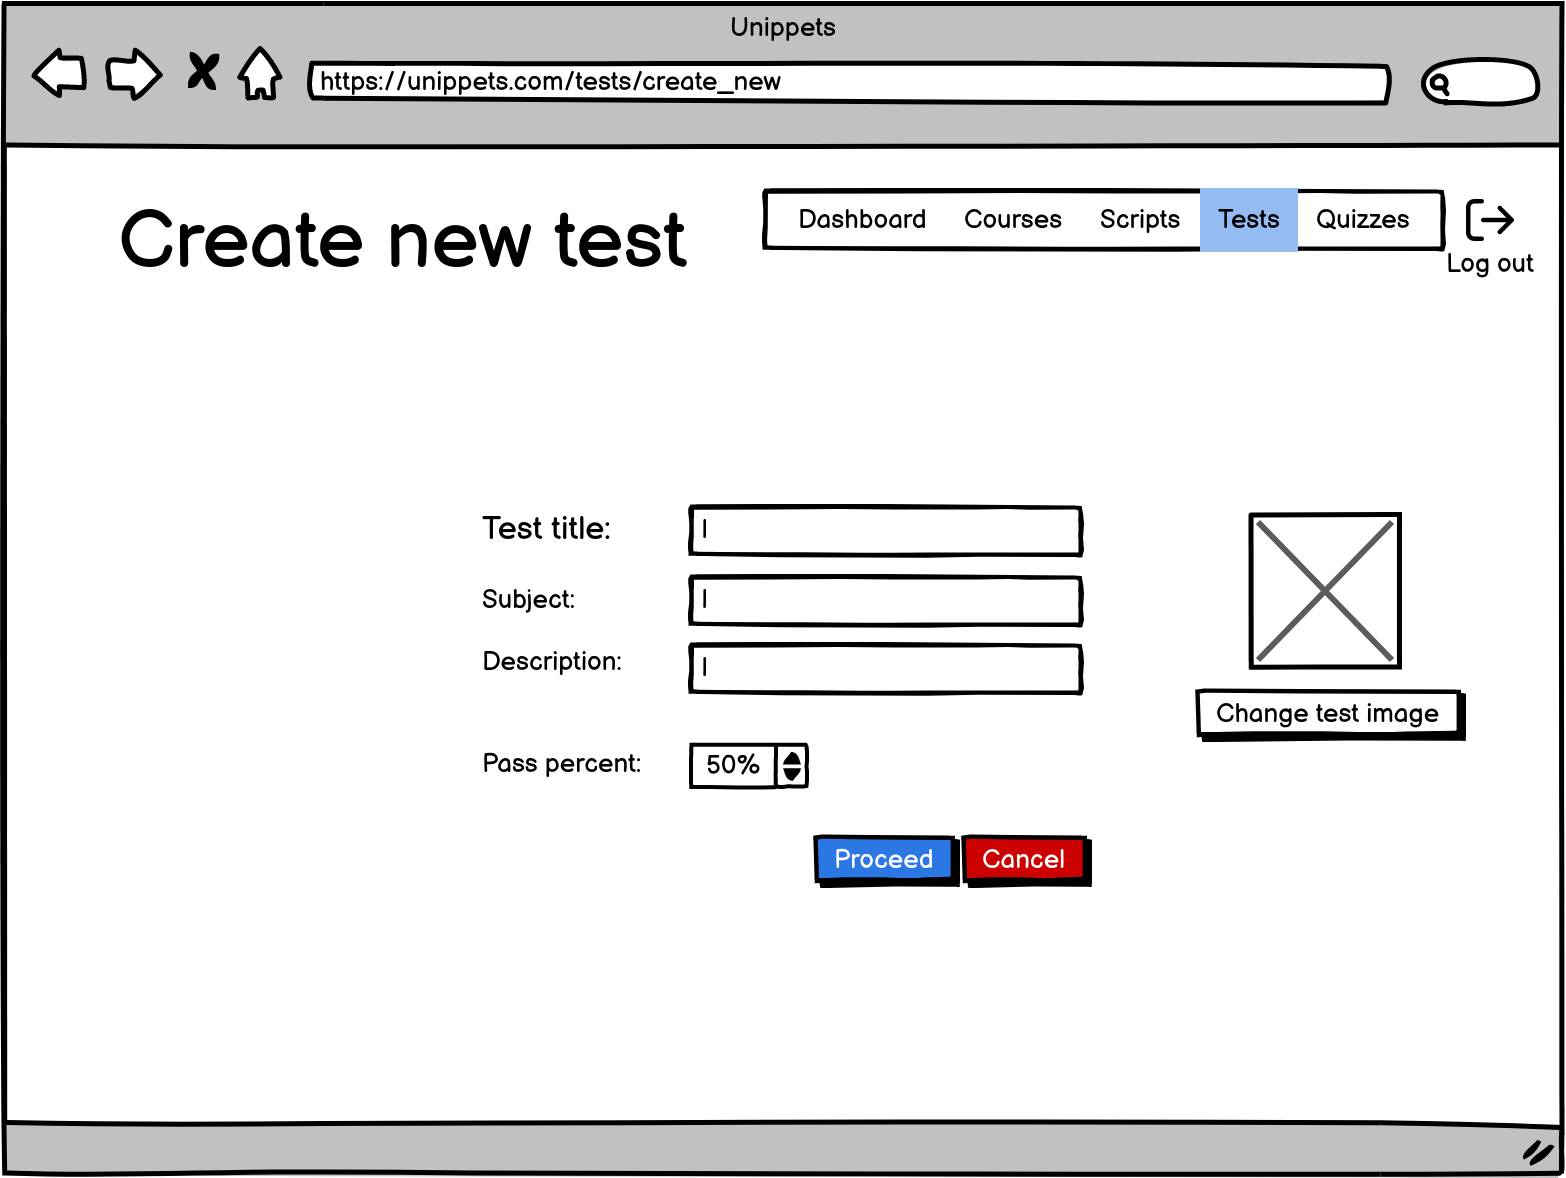 Unippets
https://unippets.com/tests/create_new
Create new test
Dashboard Courses Scripts Tests Quizzes
Log out
Test title:
Subject:
Description:
Change test image
Pass percent: 50%
Proceed Cancel